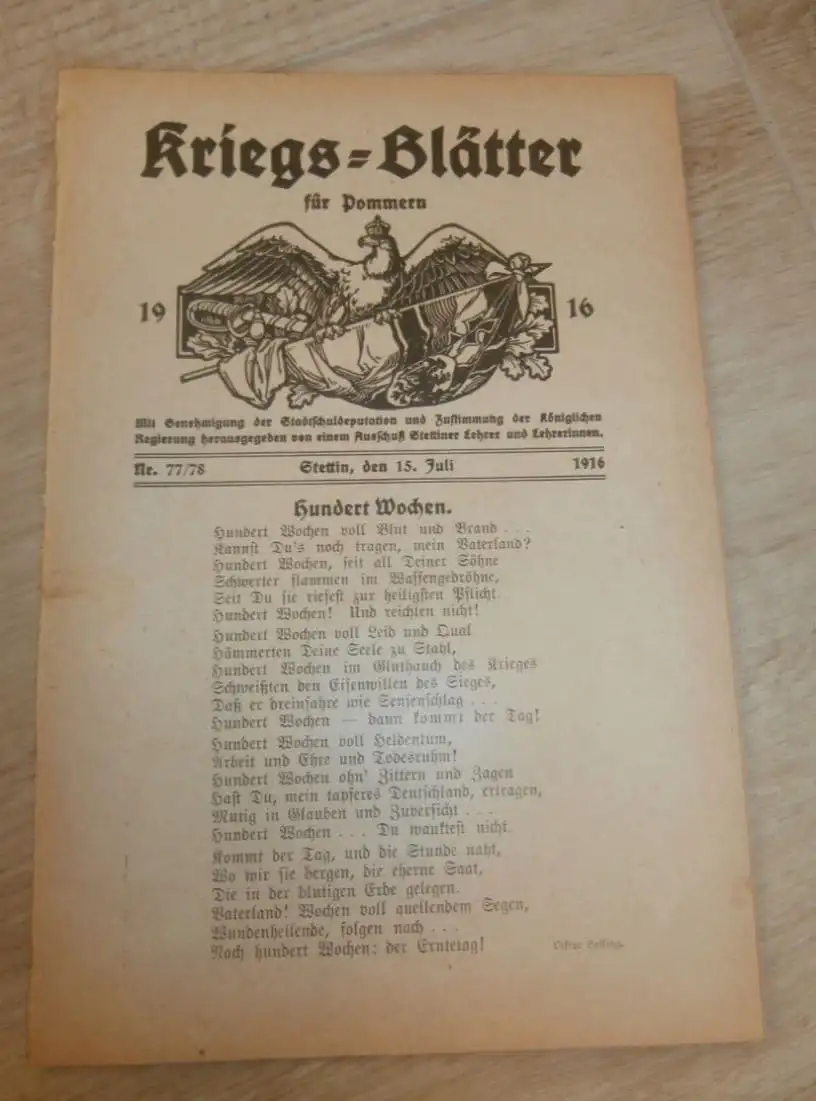 Kriegs=Blätter
für Pommern
19 16
Mit Genehmigung der Stadtschuldeputation und Zustimmung der Königlichen
Regierung herausgegeben von einem Ausschuß Stettiner Lehrer und Lehrerinnen.
Nr. 77/78 Stettin, den 15. Juli 1916
Hundert Wochen.
Hundert Wochen voll Blut und Brand . . .
Kannst Du's noch tragen, mein Vaterland?
Hundert Wochen, seit all Deiner Söhne
Schwerter flammen im Waffengedröhne,
Seit Du sie riefest zur heiligsten Pflicht.
Hundert Wochen! Und reichten nicht!
Hundert Wochen voll Leid und Qual
Hämmerten Deine Seele zu Stahl,
Hundert Wochen im Gluthauch des Krieges
Schweißten den Eisenwillen des Sieges,
Daß er dreinfahre wie Sensenschlag . . .
Hundert Wochen — dann kommt der Tag!
Hundert Wochen voll Heldentum,
Arbeit und Ehre und Todesruhm!
Hundert Wochen ohn' Zittern und Zagen
Hast Du, mein tapferes Deutschland, ertragen,
Mutig in Glauben und Zuversicht . . .
Hundert Wochen . . . Du wanktest nicht.
Kommt der Tag, und die Stunde naht,
Wo wir sie bergen, die eherne Saat,
Die in der blutigen Erde gelegen.
Vaterland! Wochen voll quellendem Segen,
Wundenheilende, folgen nach . . .
Nach hundert Wochen: der Erntetag!